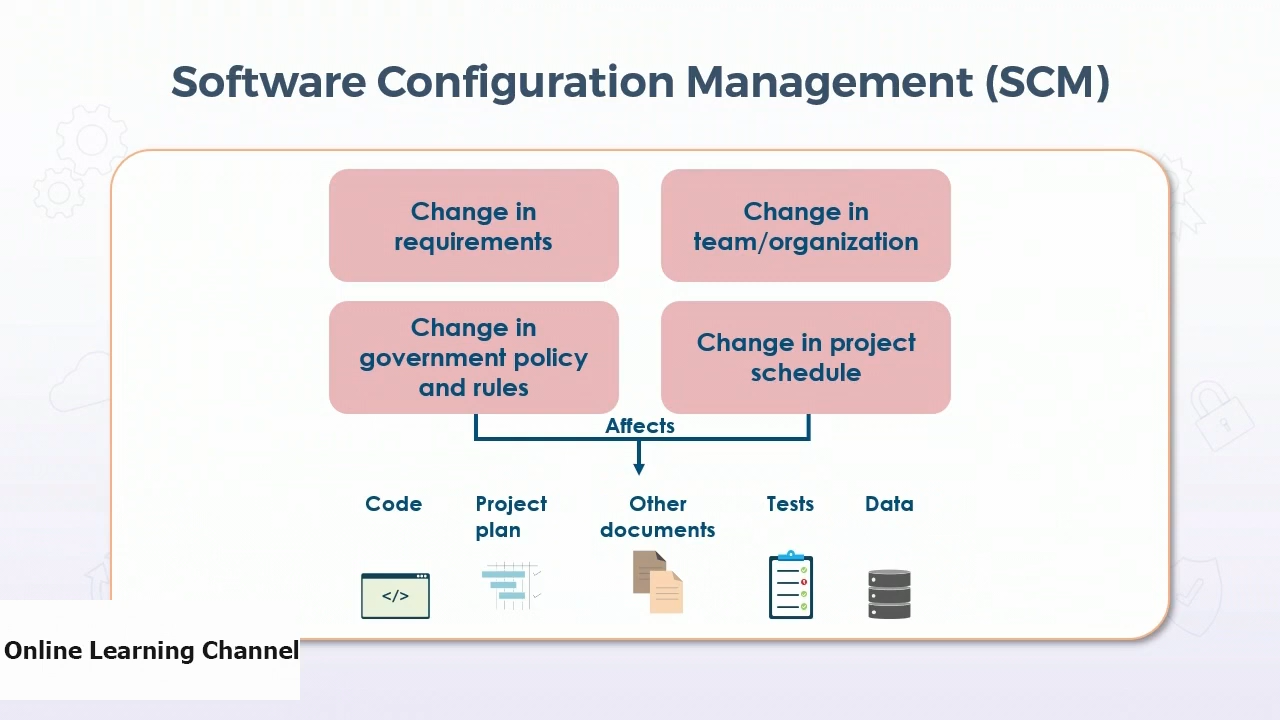 Software Configuration Management (SCM)
Change in
requirements
Change in
team/organization
Change in
government policy
and rules
Change in project
schedule
Affects
Code
Project
plan
Other
documents
Tests
Data
</>
Online Learning Channel